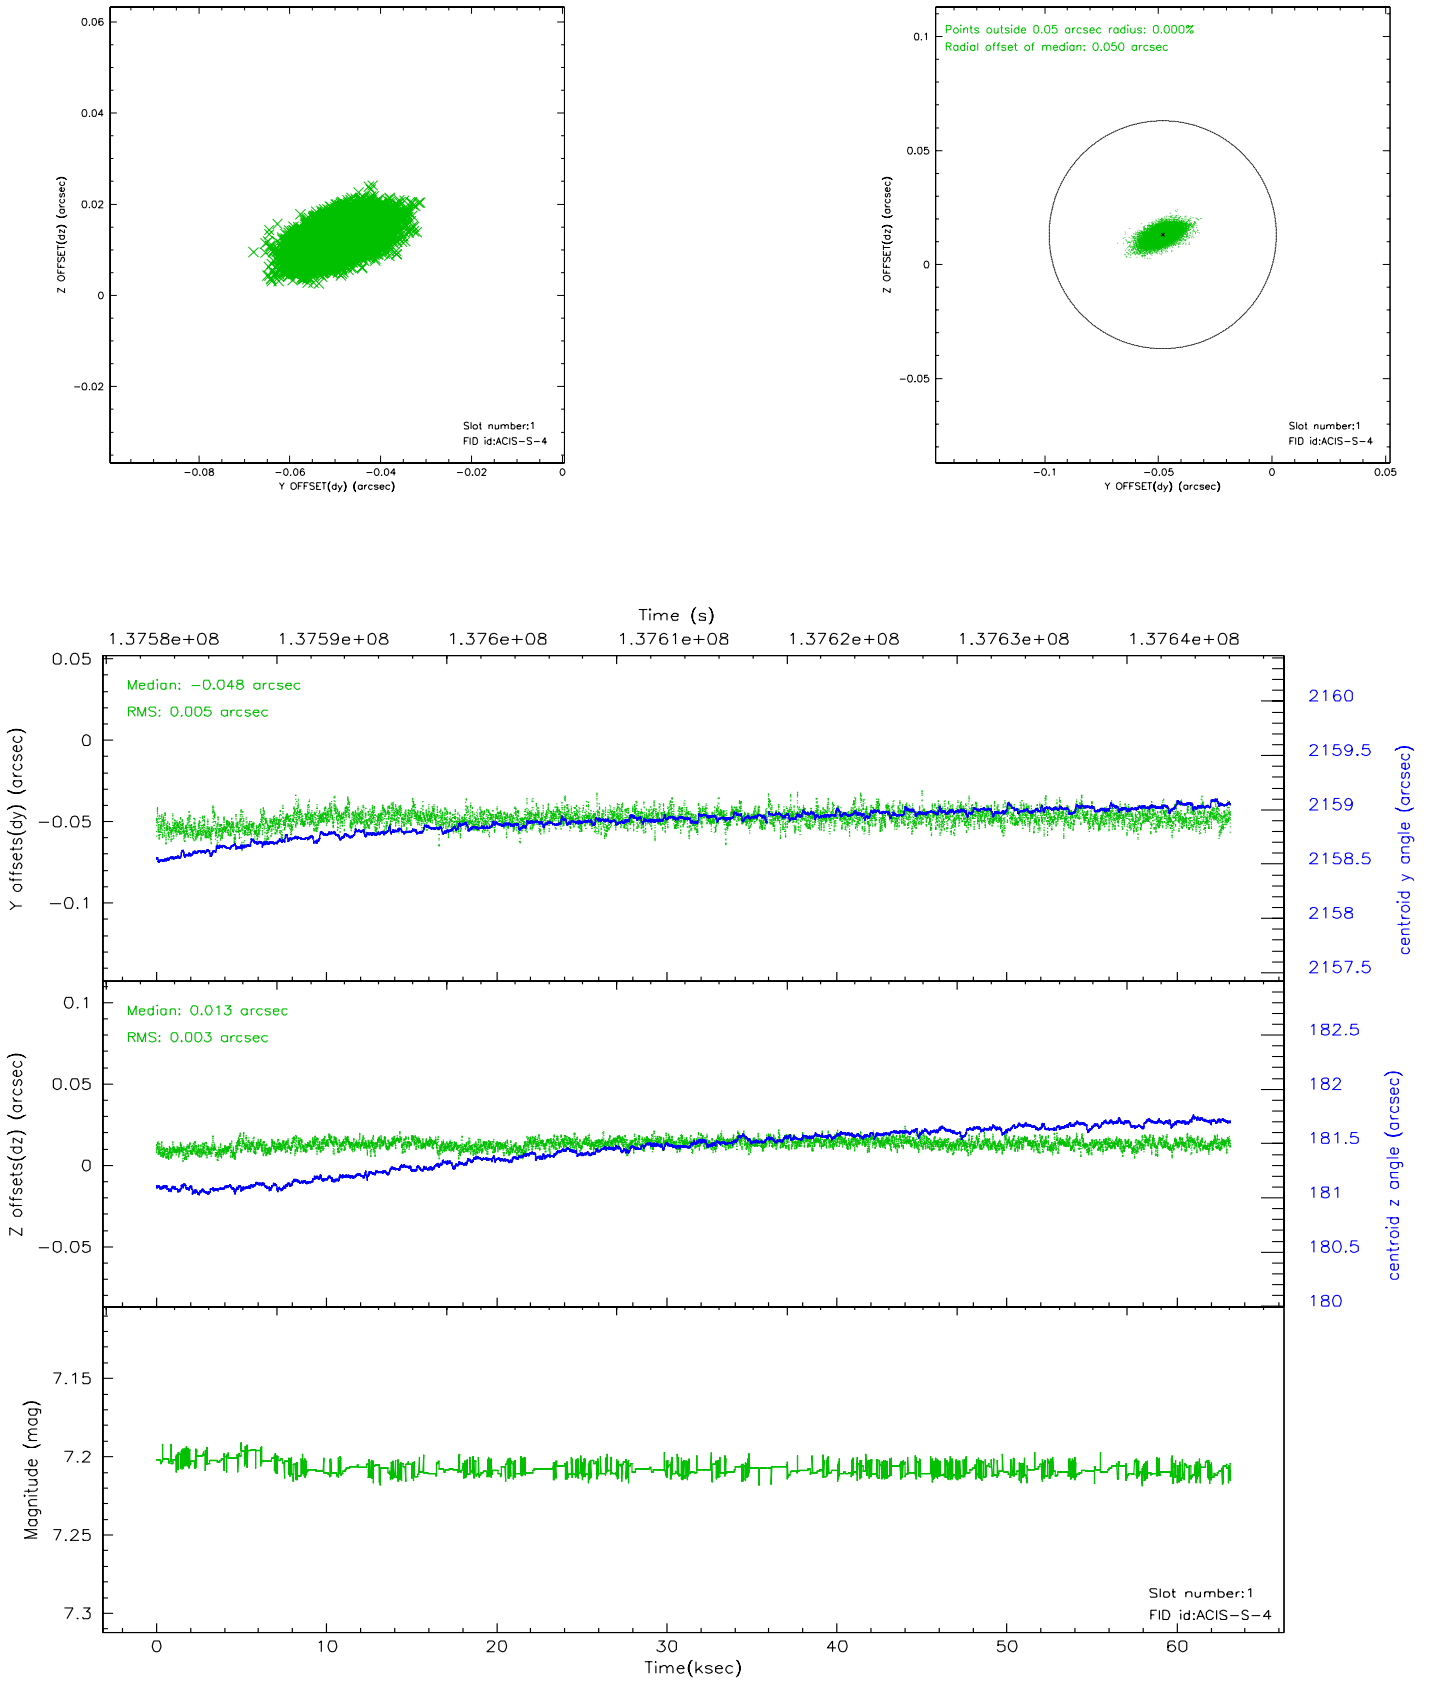 0.06
0.04
0.02
0
−0.02
Z OFFSET(dz) (arcsec)
Slot number:1
FID id:ACIS−S−4
−0.08 −0.06 −0.04 −0.02 0
Y OFFSET(dy) (arcsec)
Points outside 0.05 arcsec radius: 0.000%
Radial offset of median: 0.050 arcsec
0.1
0.05
0
−0.05
Z OFFSET(dz) (arcsec)
Slot number:1
FID id:ACIS−S−4
−0.1 −0.05 0 0.05
Y OFFSET(dy) (arcsec)
Time (s)
1.3758e+08 1.3759e+08 1.376e+08 1.3761e+08 1.3762e+08 1.3763e+08 1.3764e+08
Median: −0.048 arcsec
RMS: 0.005 arcsec
0.05
0
−0.05
−0.1
Y offsets(dy) (arcsec)
2160
2159.5
2159
2158.5
2158
2157.5
centroid y angle (arcsec)
Median: 0.013 arcsec
RMS: 0.003 arcsec
0.1
0.05
0
−0.05
Z offsets(dz) (arcsec)
182.5
182
181.5
181
180.5
180
centroid z angle (arcsec)
7.15
7.2
7.25
7.3
Magnitude (mag)
Slot number:1
FID id:ACIS−S−4
0 10 20 30 40 50 60
Time(ksec)